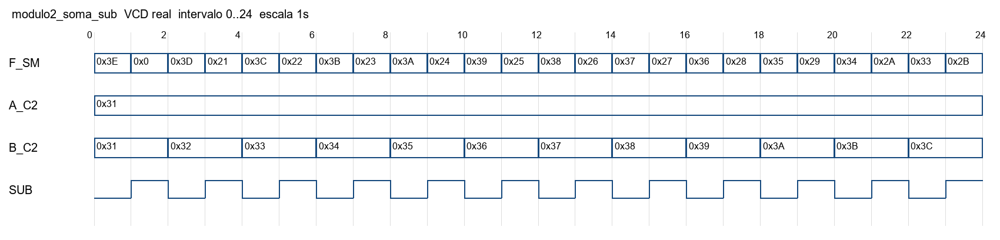 modulo2_soma_sub  VCD real  intervalo 0..24  escala 1s
0 2 4 6 8 10 12 14 16 18 20 22 24
F_SM 0x3E 0x0 0x3D 0x21 0x3C 0x22 0x3B 0x23 0x3A 0x24 0x39 0x25 0x38 0x26 0x37 0x27 0x36 0x28 0x35 0x29 0x34 0x2A 0x33 0x2B
A_C2 0x31
B_C2 0x31 0x32 0x33 0x34 0x35 0x36 0x37 0x38 0x39 0x3A 0x3B 0x3C
SUB